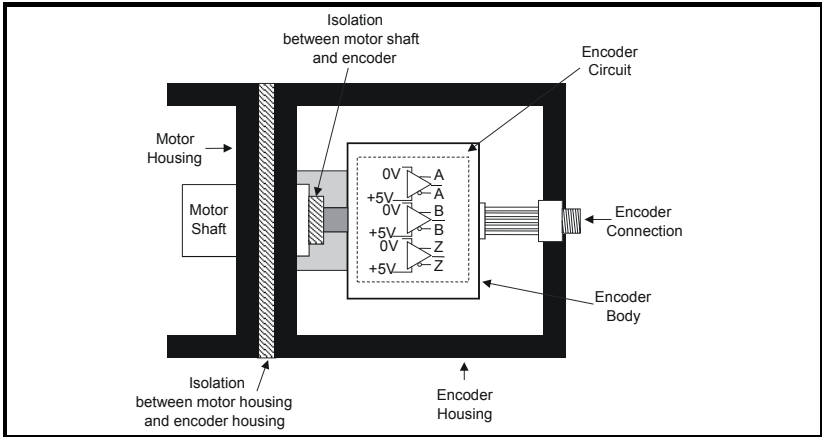 Isolation
between motor shaft
and encoder
Encoder
Circuit
Motor
Housing
Motor
Shaft
0V
A
+5V
A̅
0V
B
+5V
B̅
0V
Z
+5V
Z̅
Encoder
Connection
Encoder
Body
Isolation
between motor housing
and encoder housing
Encoder
Housing